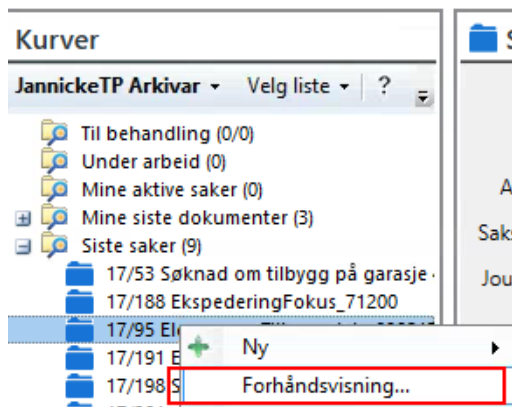 Kurver
S
JannickeTP Arkivar Velg liste ?
Til behandling (0/0)
Under arbeid (0)
Mine aktive saker (0)
A
Mine siste dokumenter (3)
Saks
Siste saker (9)
17/53 Søknad om tilbygg på garasje
Jou
17/188 EkspederingFokus_71200
17/95
Ny
17/191 E
17/198 S
Forhåndsvisning...